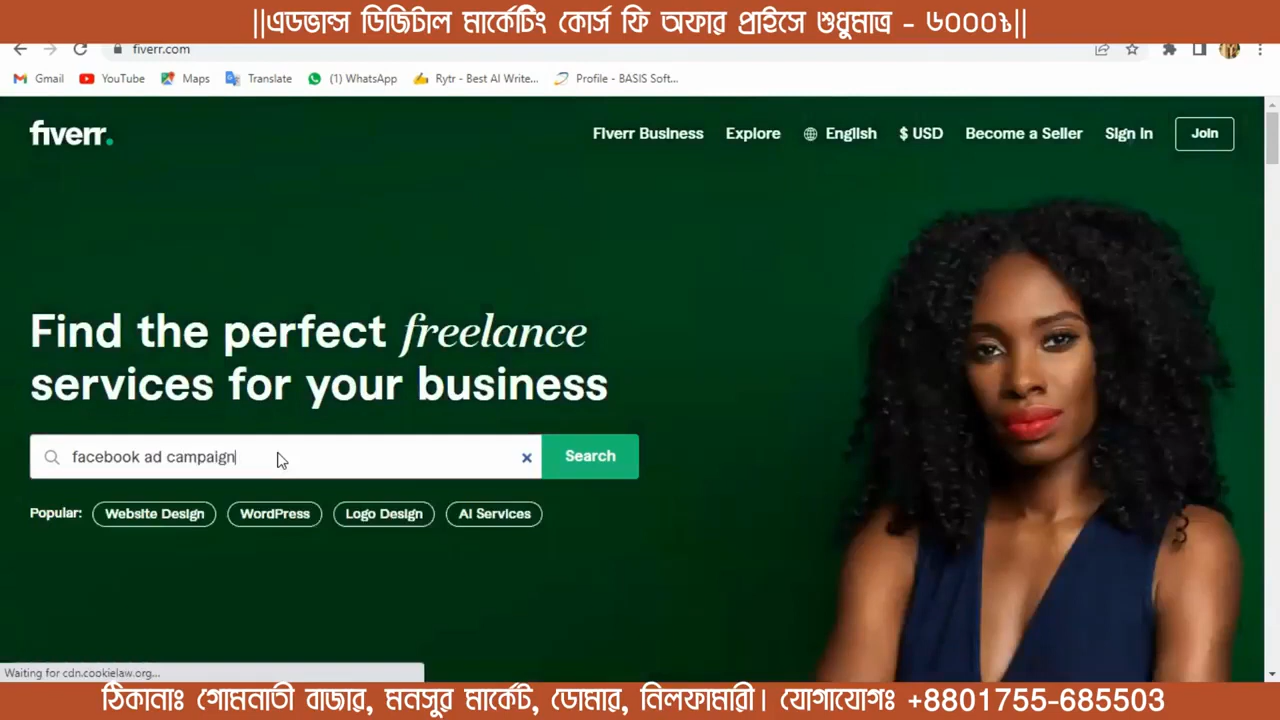 ||এডভান্স ডিজিটাল মার্কেটিং কোর্স ফি অফার প্রাইসে শুধুমাত্র - ৬০০০৳||
fiverr.com
Gmail YouTube Maps Translate (1) WhatsApp Rytr - Best AI Write... Profile - BASIS Soft...
fiverr.
Fiverr Business Explore English $ USD Become a Seller Sign In Join
Find the perfect freelance
services for your business
facebook ad campaign
Search
Popular: Website Design WordPress Logo Design AI Services
Waiting for cdn.cookielaw.org...
ঠিকানাঃ গোমনাতী বাজার, মনসুর মার্কেট, ডোমার, নিলফামারী। যোগাযোগঃ +8801755-685503